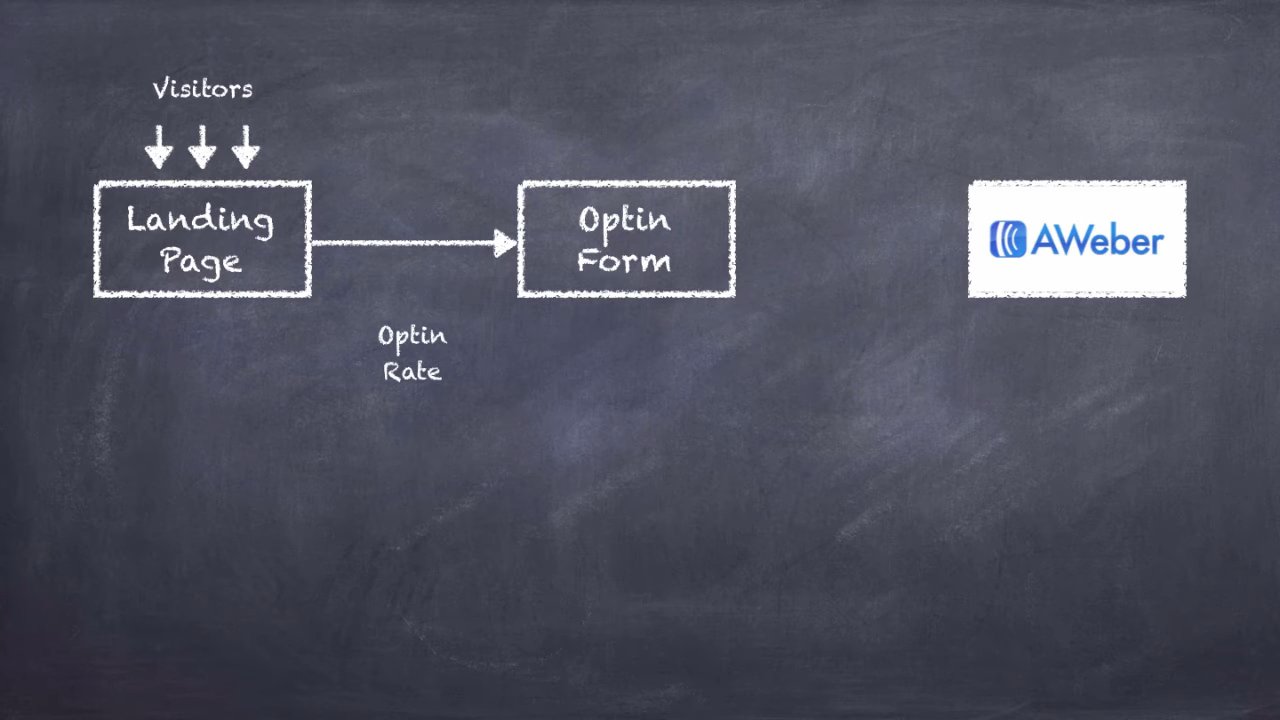 Visitors
Landing
Page
Optin
Form
AWeber
Optin
Rate